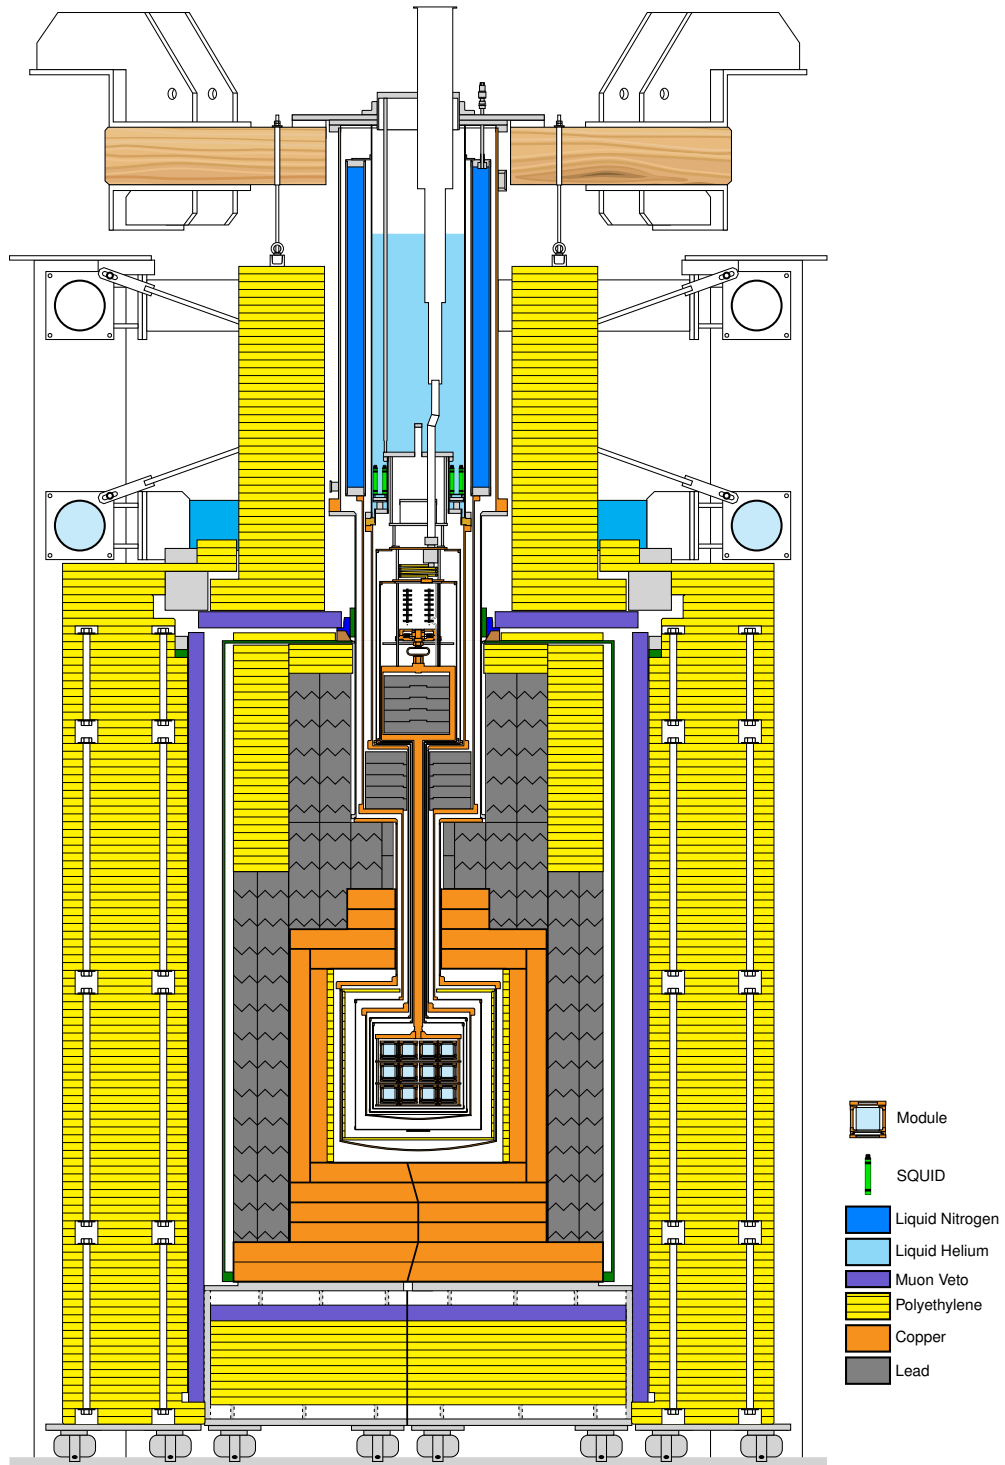 Module
SQUID
Liquid Nitrogen
Liquid Helium
Muon Veto
Polyethylene
Copper
Lead